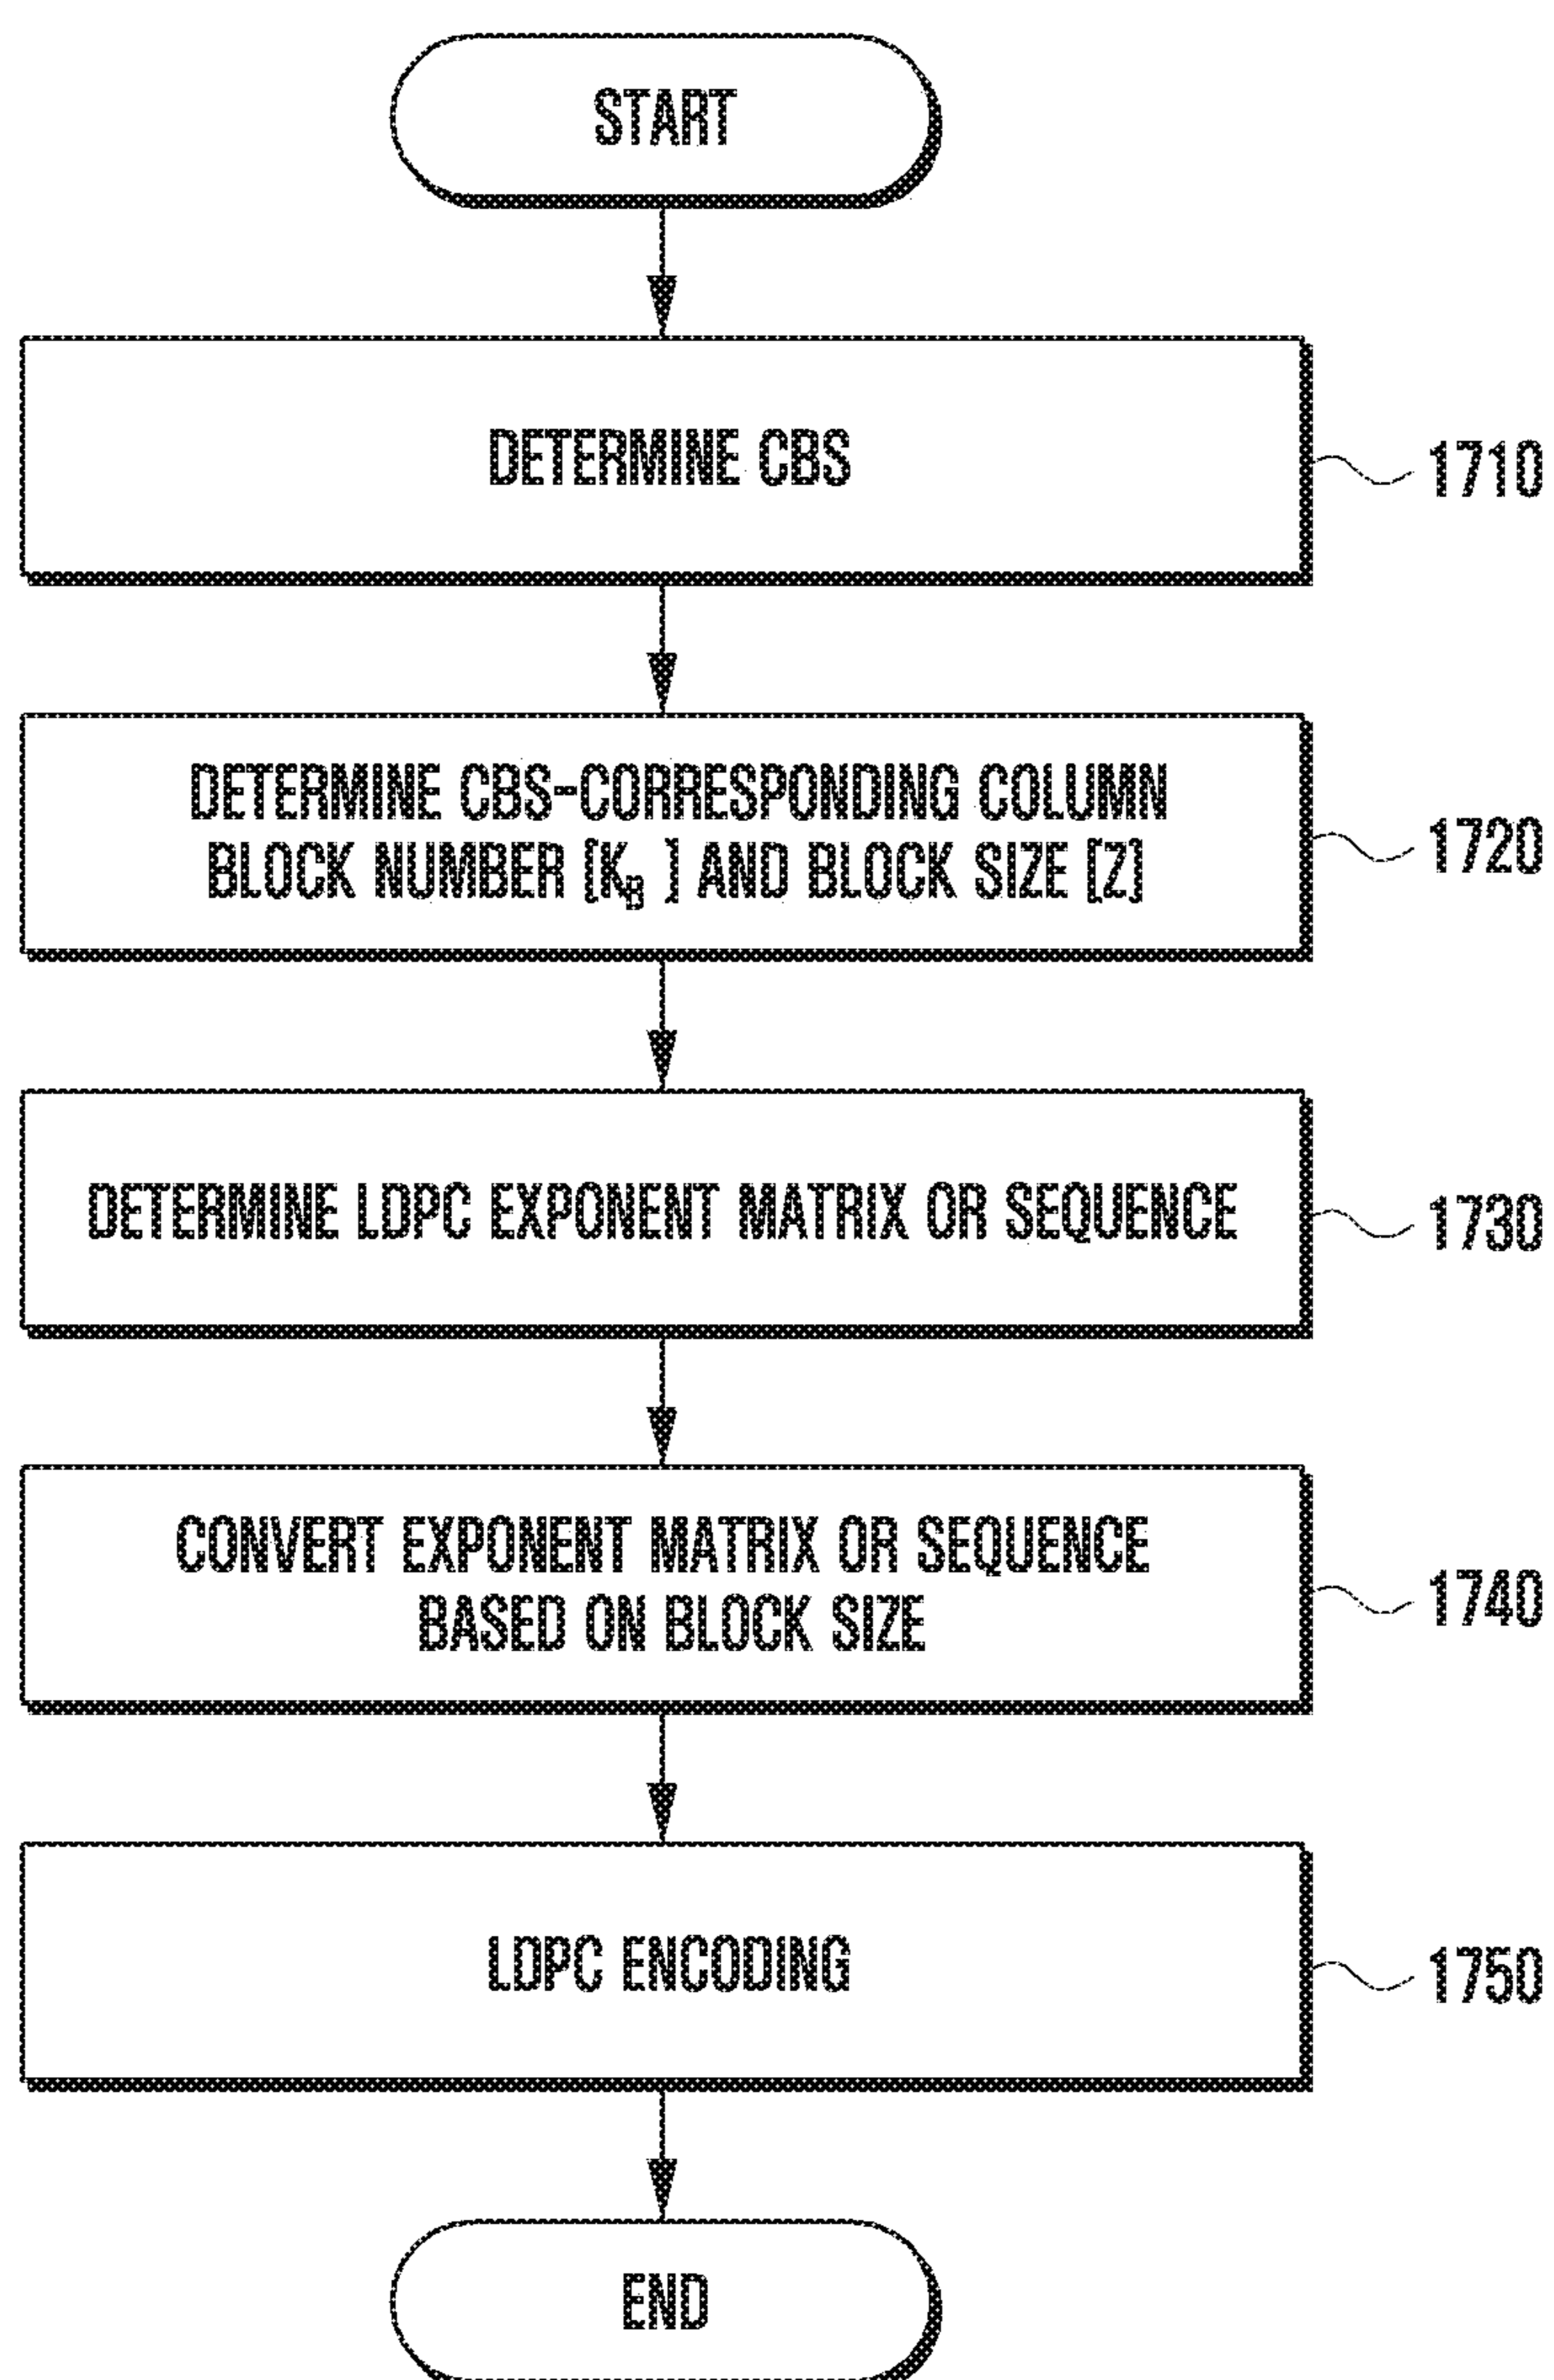 START
DETERMINE CBS
1710
DETERMINE CBS-CORRESPONDING COLUMN
BLOCK NUMBER [KB ] AND BLOCK SIZE [Z]
1720
DETERMINE LDPC EXPONENT MATRIX OR SEQUENCE
1730
CONVERT EXPONENT MATRIX OR SEQUENCE
BASED ON BLOCK SIZE
1740
LDPC ENCODING
1750
END